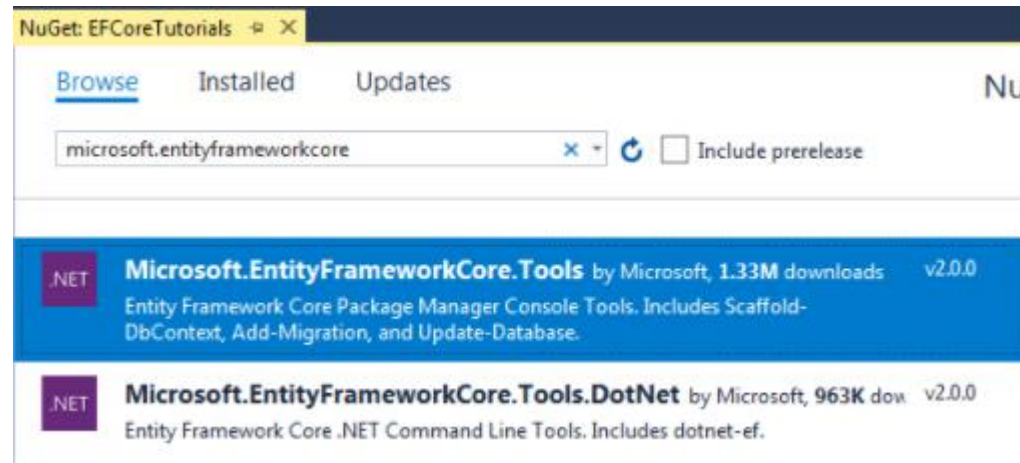 NuGet: EFCoreTutorials
Browse Installed Updates
microsoft.entityframeworkcore Include prerelease
.NET Microsoft.EntityFrameworkCore.Tools by Microsoft, 1.33M downloads v2.0.0
Entity Framework Core Package Manager Console Tools. Includes Scaffold-
DbContext, Add-Migration, and Update-Database.
.NET Microsoft.EntityFrameworkCore.Tools.DotNet by Microsoft, 963K dow v2.0.0
Entity Framework Core .NET Command Line Tools. Includes dotnet-ef.